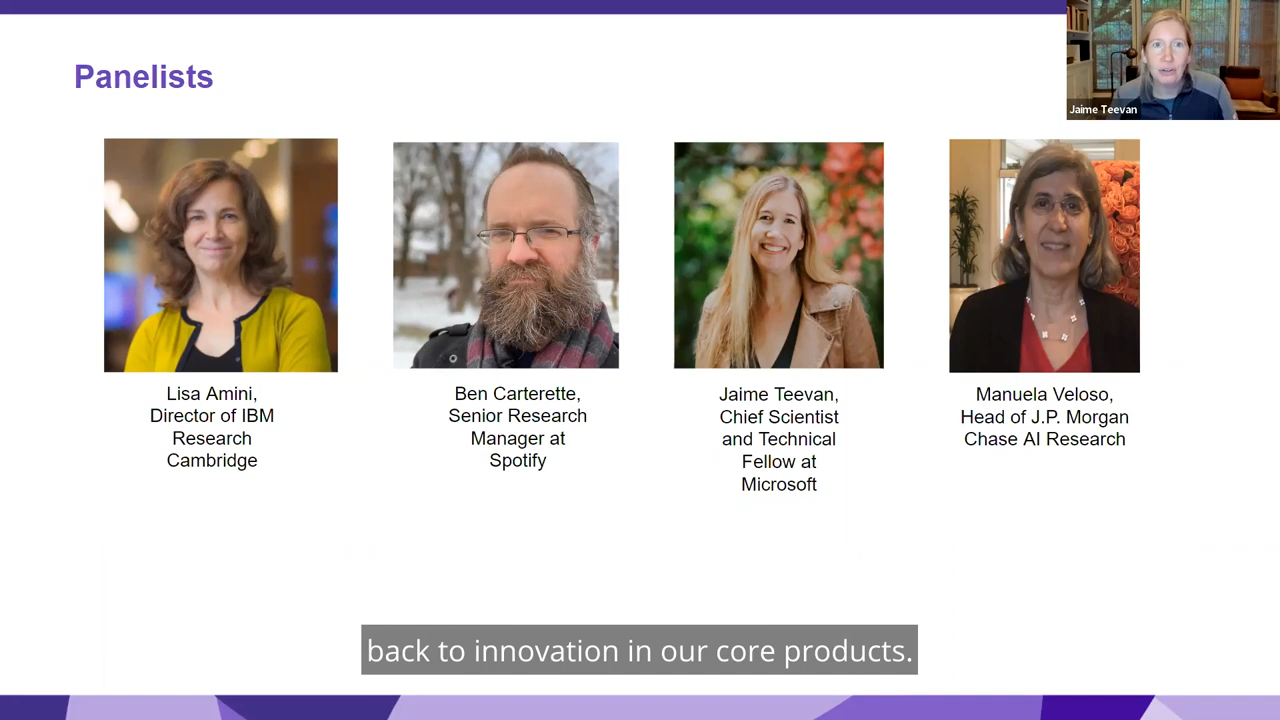 Panelists
Jaime Teevan
Lisa Amini,
Director of IBM
Research
Cambridge
Ben Carterette,
Senior Research
Manager at
Spotify
Jaime Teevan,
Chief Scientist
and Technical
Fellow at
Microsoft
Manuela Veloso,
Head of J.P. Morgan
Chase AI Research
back to innovation in our core products.